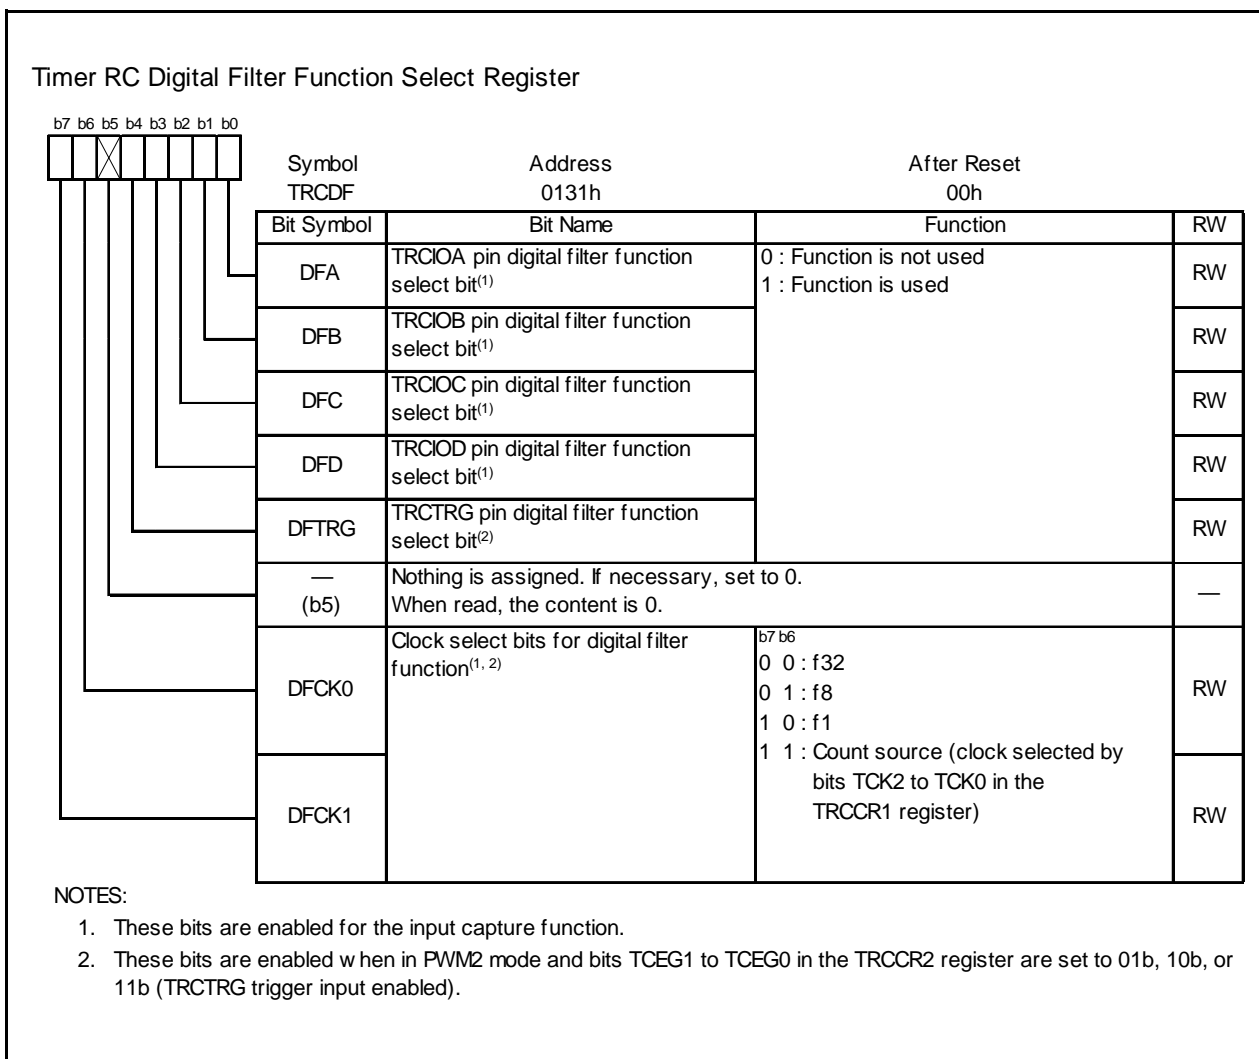 Timer RC Digital Filter Function Select Register
b7 b6 b5 b4 b3 b2 b1 b0
Symbol Address After Reset
TRCDF 0131h 00h
Bit Symbol Bit Name Function RW
DFA TRCIOA pin digital filter function
select bit(1)
0 : Function is not used
1 : Function is used
RW
DFB TRCIOB pin digital filter function
select bit(1)
RW
DFC TRCIOC pin digital filter function
select bit(1)
RW
DFD TRCIOD pin digital filter function
select bit(1)
RW
DFTRG TRCTRG pin digital filter function
select bit(2)
RW
—
(b5)
Nothing is assigned. If necessary, set to 0.
When read, the content is 0.
—
DFCK0
Clock select bits for digital filter
function(1, 2)
b7 b6
0 0 : f32
0 1 : f8
1 0 : f1
1 1 : Count source (clock selected by
bits TCK2 to TCK0 in the
TRCCR1 register)
RW
DFCK1
RW
NOTES:
1. These bits are enabled for the input capture function.
2. These bits are enabled when in PWM2 mode and bits TCEG1 to TCEG0 in the TRCCR2 register are set to 01b, 10b, or
11b (TRCTRG trigger input enabled).